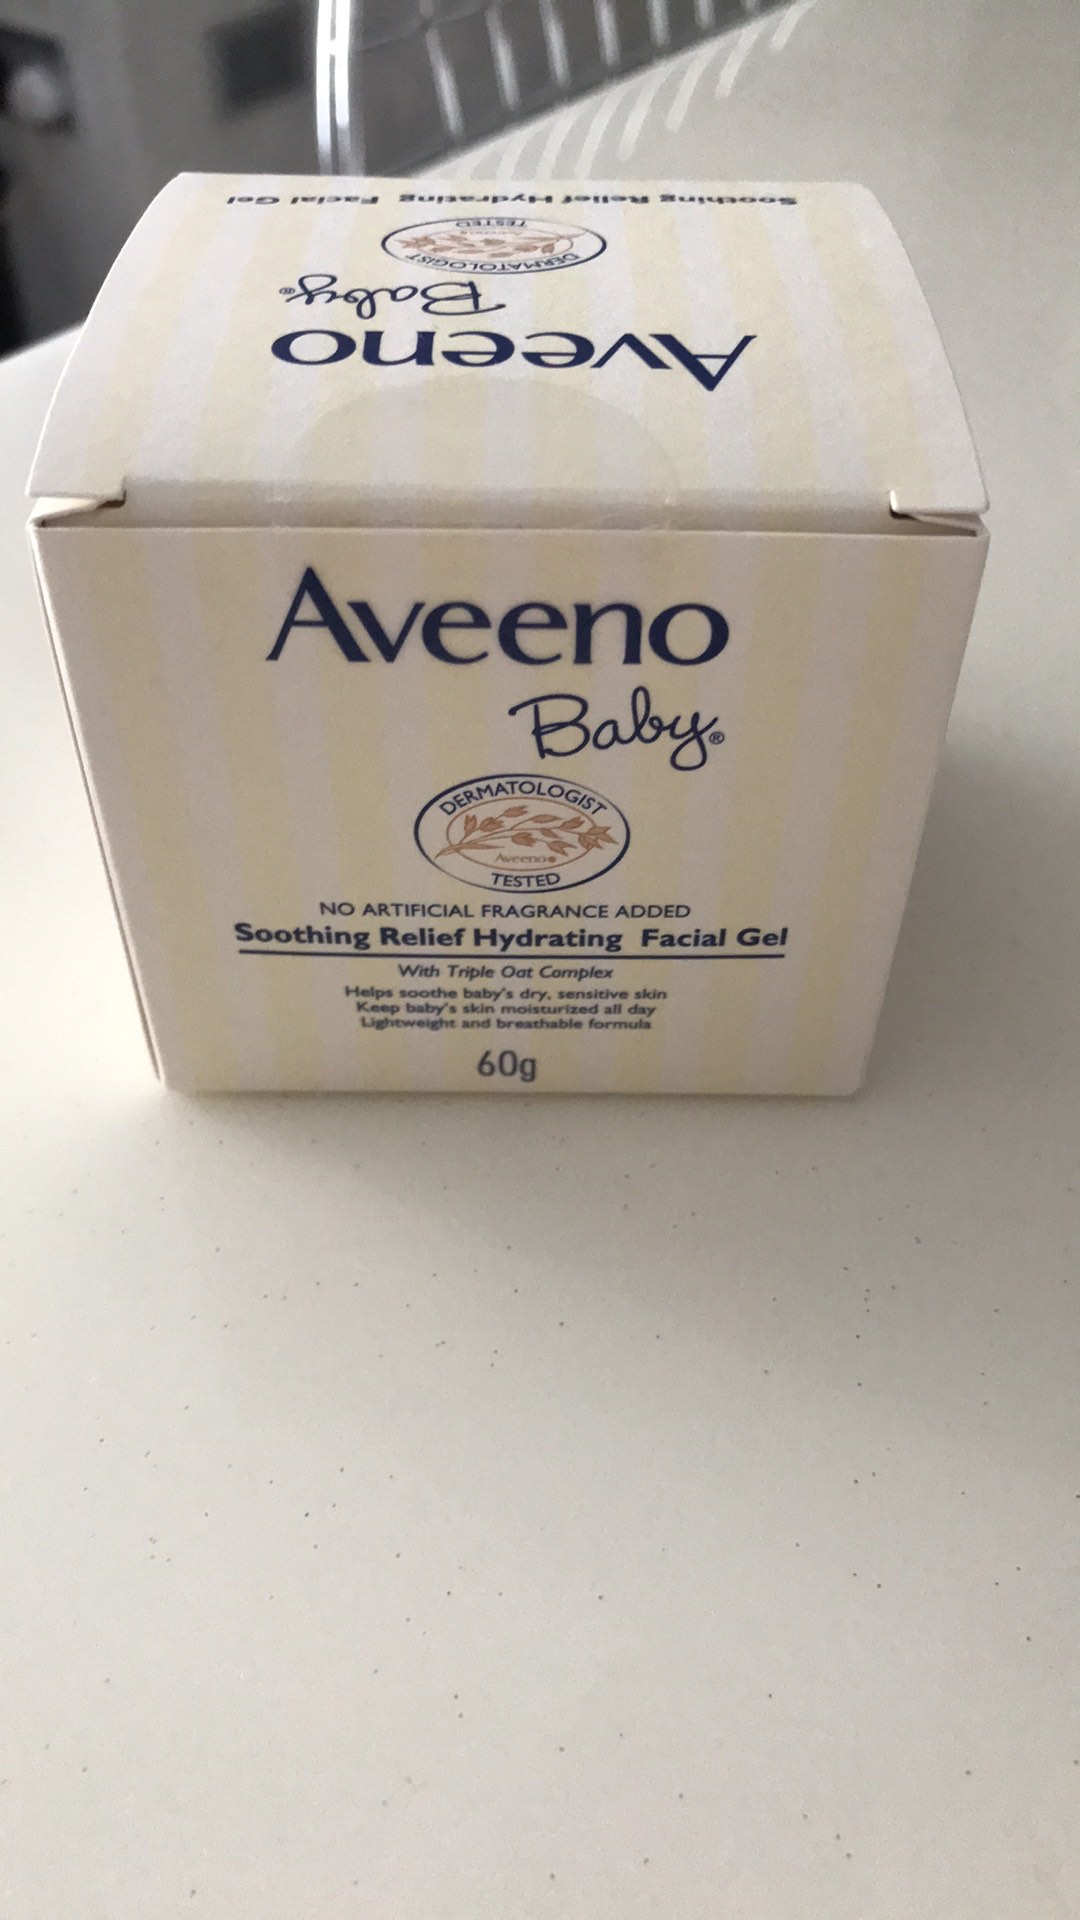 Soothing Relief Hydrating Facial Gel
DERMATOLOGIST
TESTED
Baby®
Aveeno
Aveeno
Baby®
DERMATOLOGIST
Aveeno®
TESTED
NO ARTIFICIAL FRAGRANCE ADDED
Soothing Relief Hydrating Facial Gel
With Triple Oat Complex
Helps soothe baby's dry, sensitive skin
Keep baby's skin moisturized all day
Lightweight and breathable formula
60g